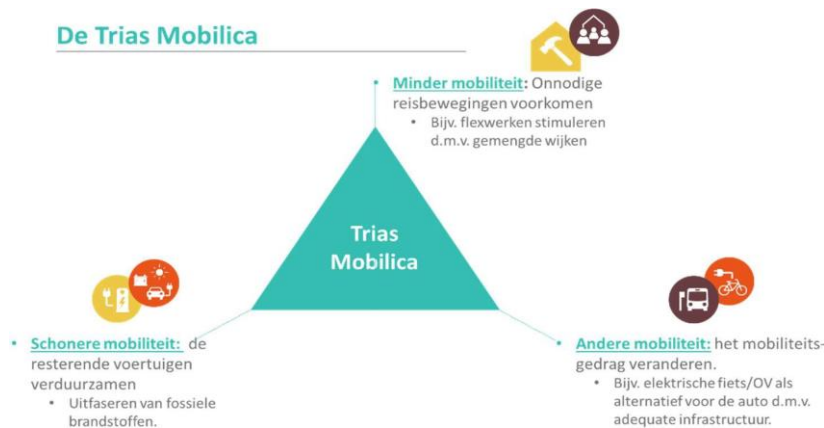 De Trias Mobilica
• Minder mobiliteit: Onnodige
reisbewegingen voorkomen
• Bijv. flexwerken stimuleren
d.m.v. gemengde wijken
Trias
Mobilica
• Schonere mobiliteit: de
resterende voertuigen
verduurzamen
• Uitfaseren van fossiele
brandstoffen.
• Andere mobiliteit: het mobiliteits-
gedrag veranderen.
• Bijv. elektrische fiets/OV als
alternatief voor de auto d.m.v.
adequate infrastructuur.